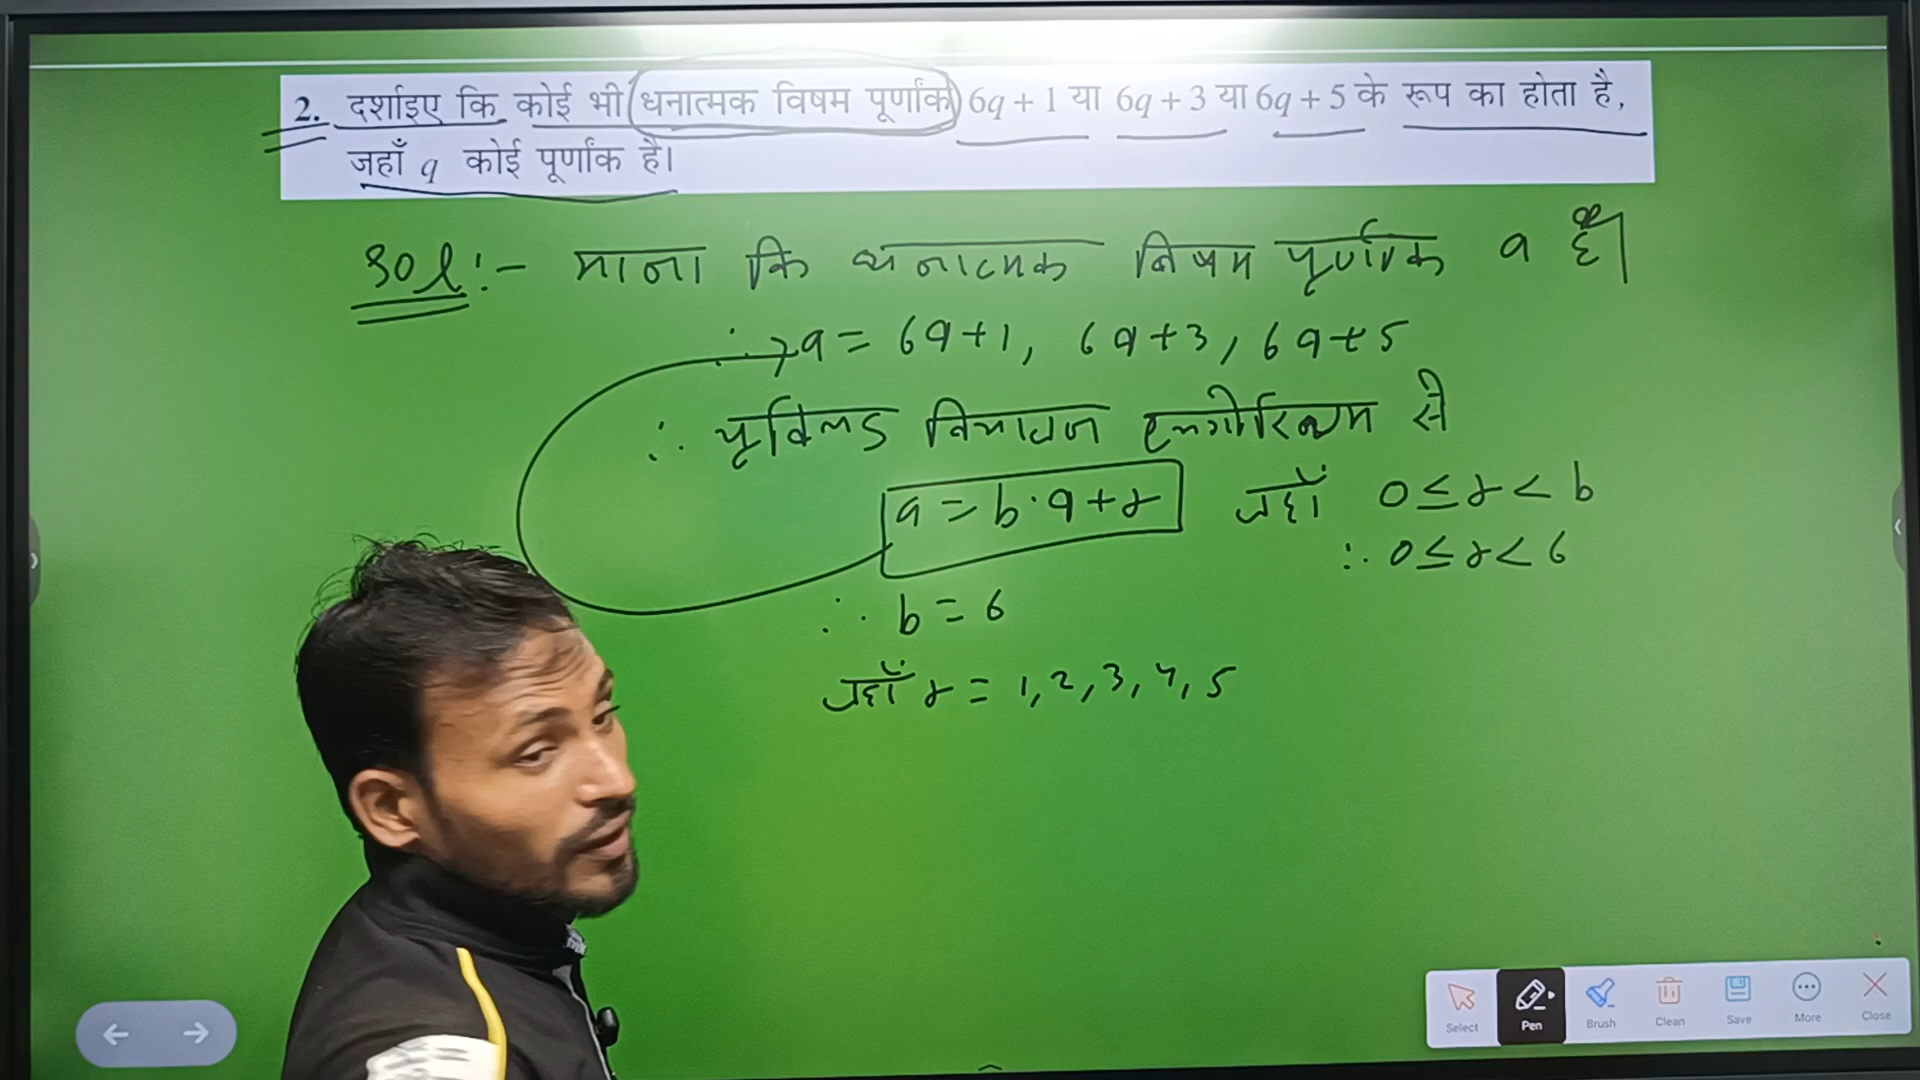 2. दर्शाइए कि कोई भी धनात्मक विषम पूर्णांक 6q + 1 या 6q + 3 या 6q + 5 के रूप का होता है,
जहाँ q कोई पूर्णांक है।
Sol:- माना कि धनात्मक विषम पूर्णांक a है।
∴ a = 6q+1, 6q+3, 6q+5
∴ यूक्लिड विभाजन एल्गोरिथम से
a = b·q+r जहाँ 0≤r<b
∴ 0≤r<6
∴ b = 6
जहाँ r = 1,2,3,4,5
Select Pen Brush Clean Save More Close